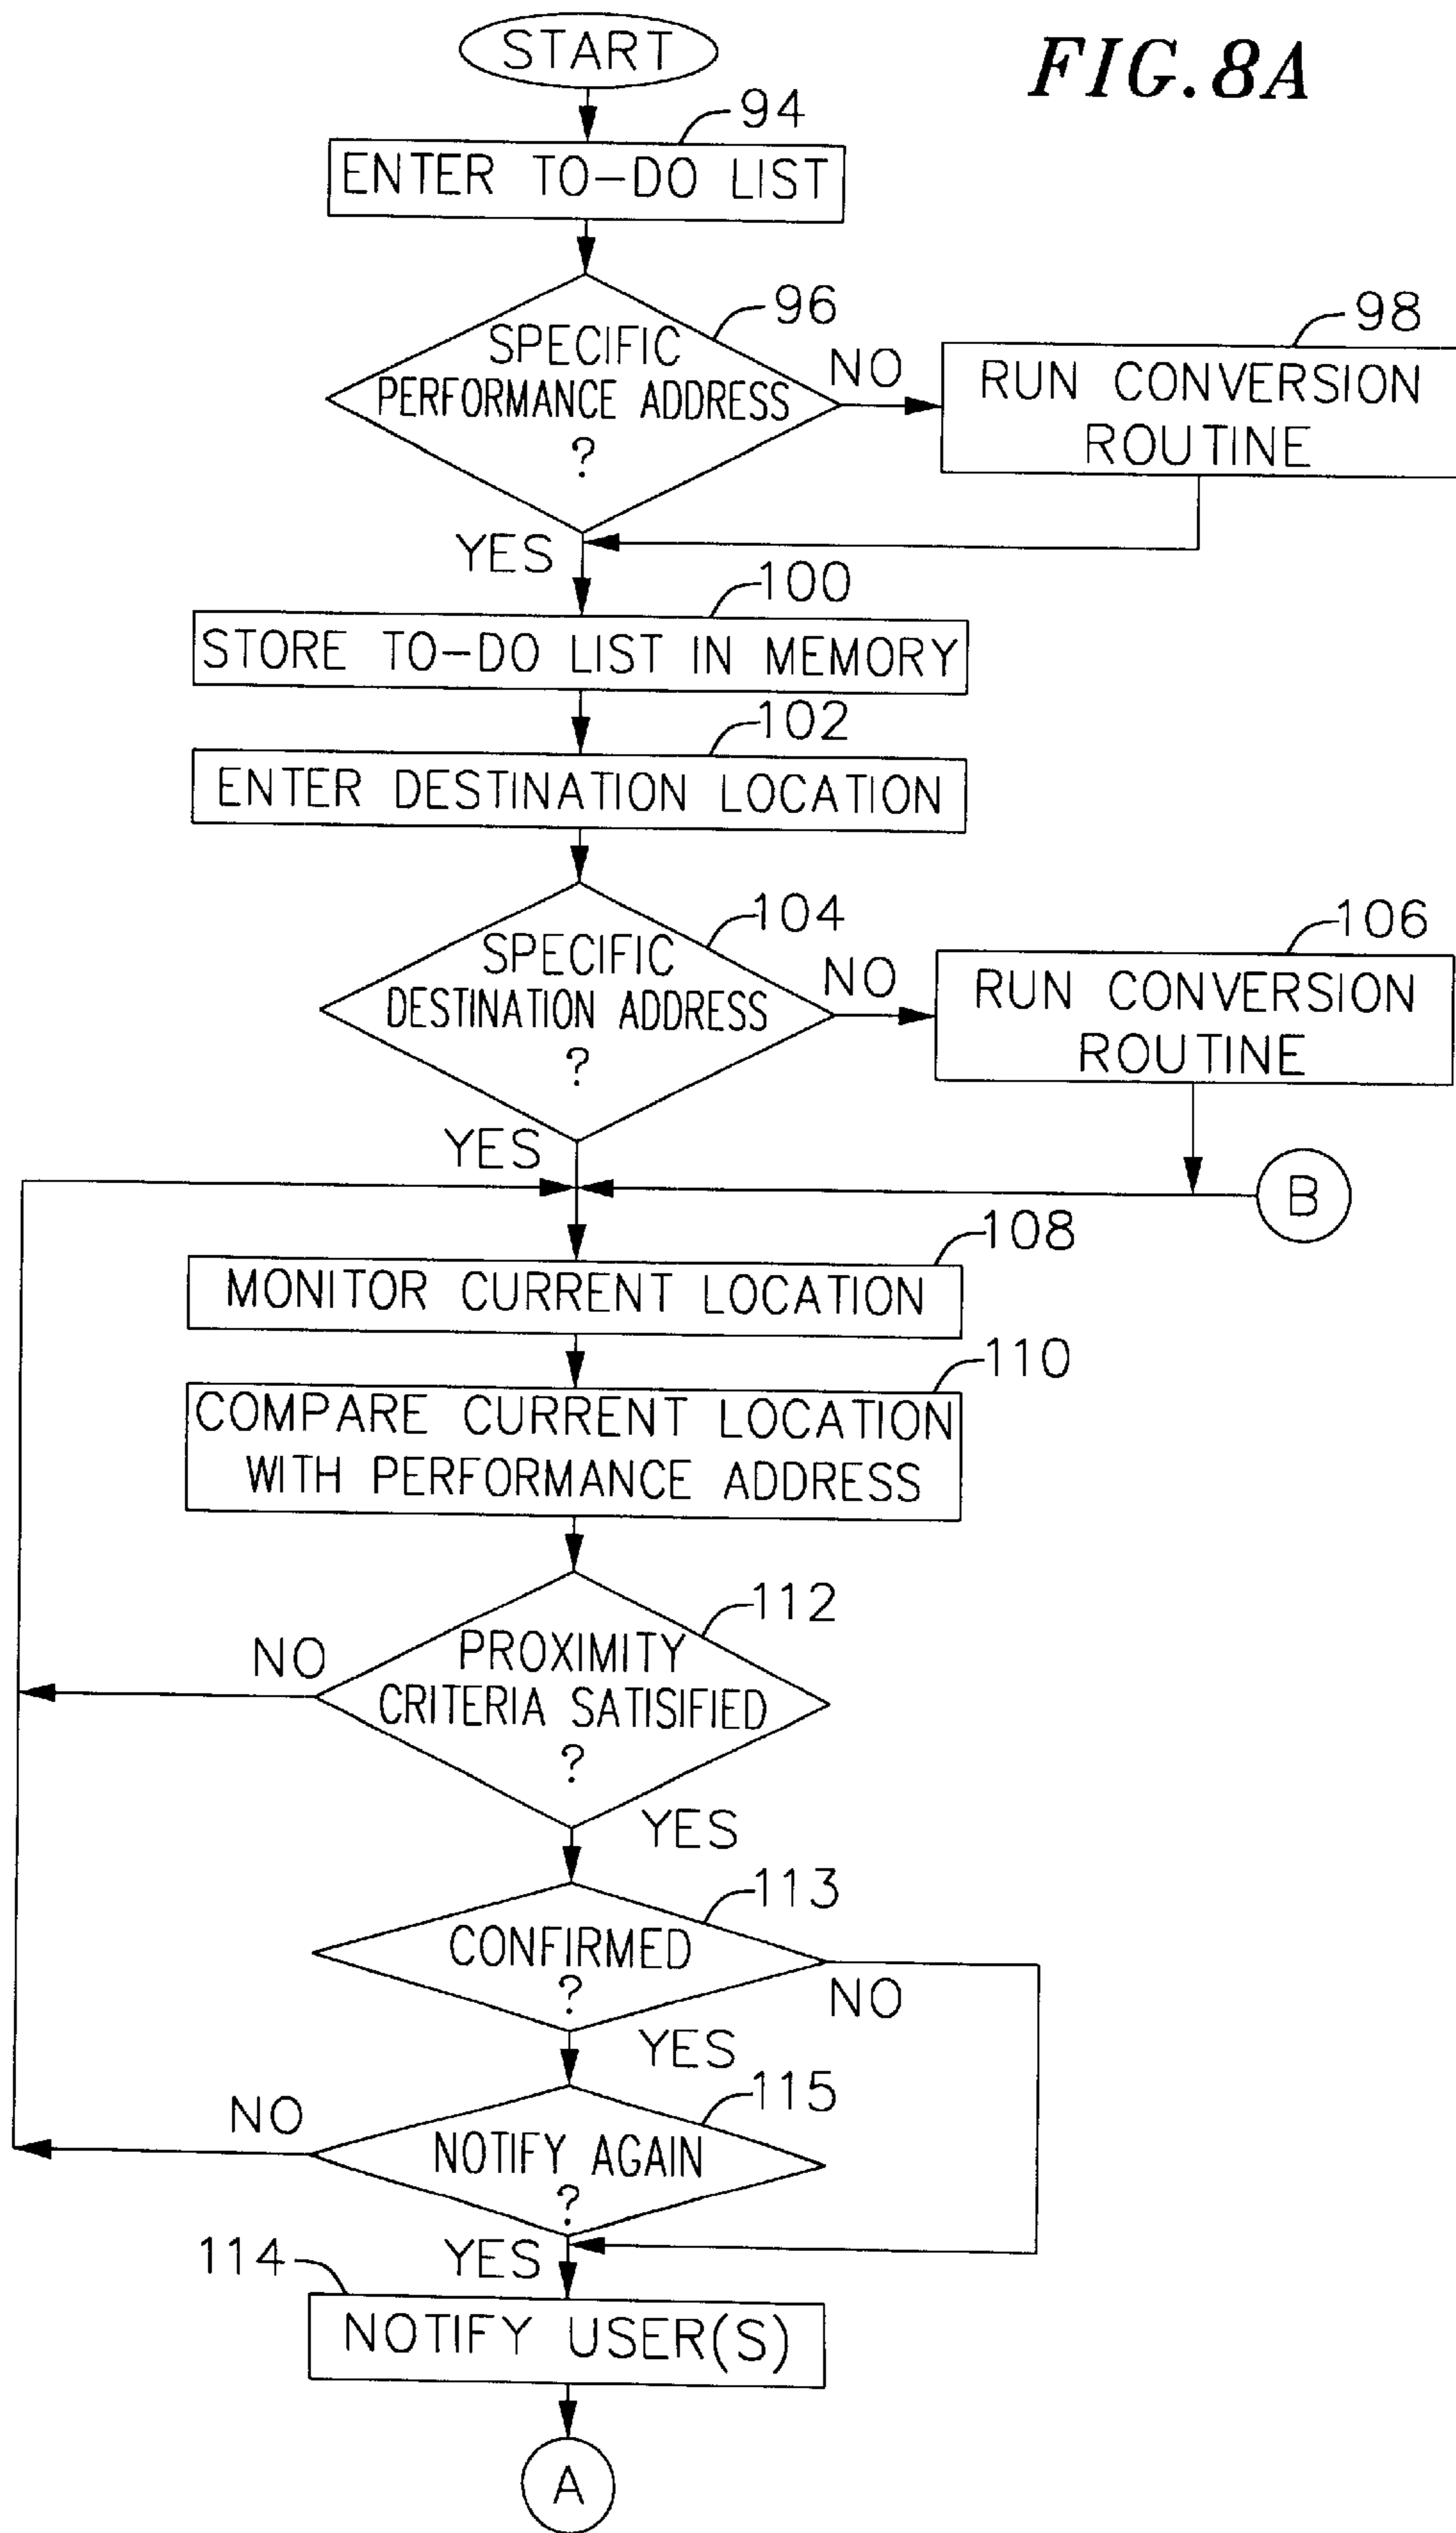 START
FIG. 8A
94
ENTER TO-DO LIST
96
SPECIFIC
PERFORMANCE ADDRESS
?
NO
98
RUN CONVERSION
ROUTINE
YES
100
STORE TO-DO LIST IN MEMORY
102
ENTER DESTINATION LOCATION
104
SPECIFIC
DESTINATION ADDRESS
?
NO
106
RUN CONVERSION
ROUTINE
YES
B
108
MONITOR CURRENT LOCATION
110
COMPARE CURRENT LOCATION
WITH PERFORMANCE ADDRESS
112
PROXIMITY
CRITERIA SATISIFIED
?
NO
YES
113
CONFIRMED
?
NO
YES
115
NOTIFY AGAIN
?
NO
YES
114
NOTIFY USER(S)
A